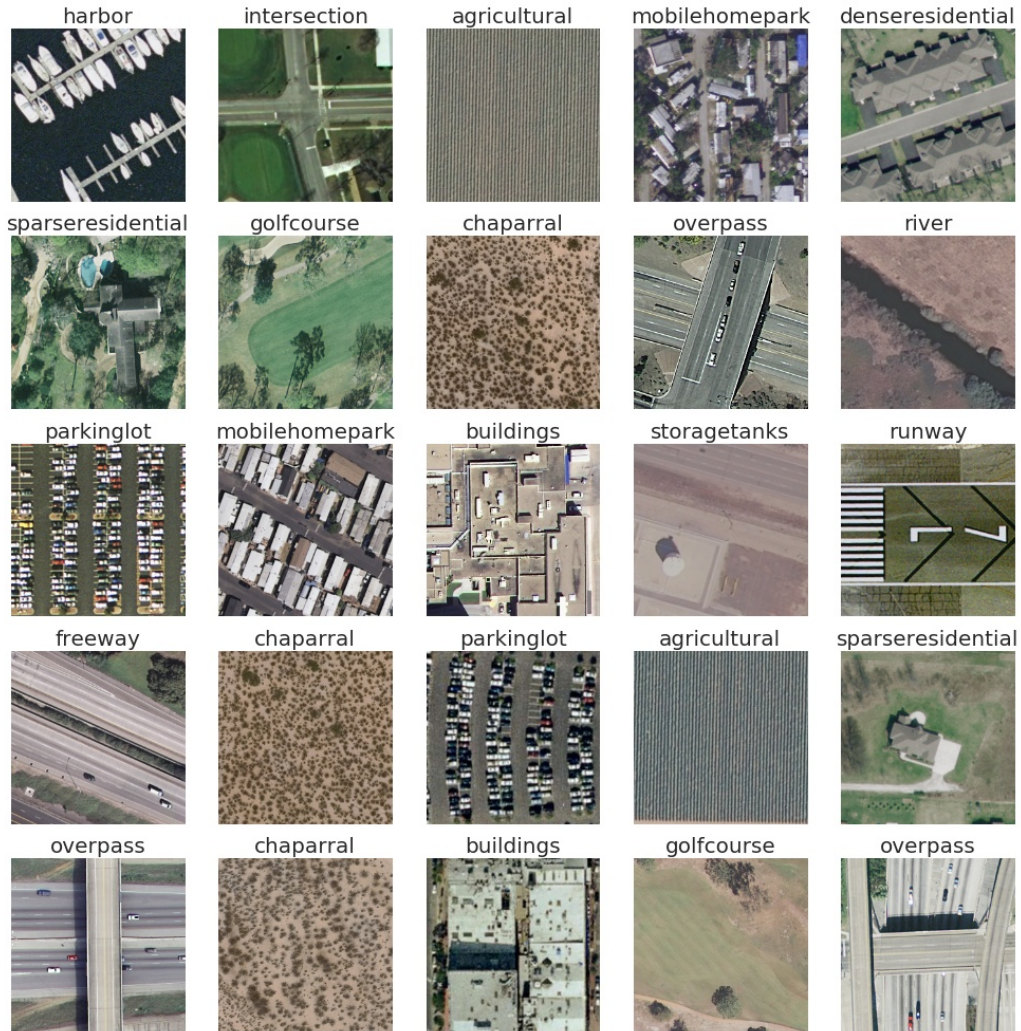 harbor intersection agricultural mobilehomepark denseresidential
sparseresidential golfcourse chaparral overpass river
parkinglot mobilehomepark buildings storagetanks runway
freeway chaparral parkinglot agricultural sparseresidential
overpass chaparral buildings golfcourse overpass